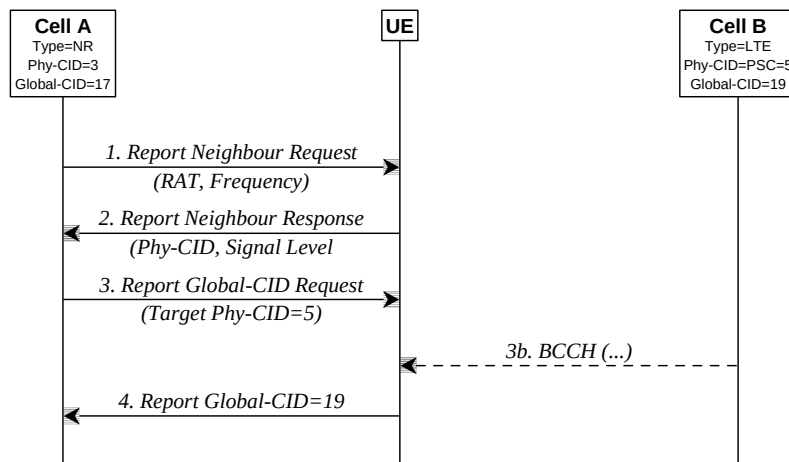 Cell A
Type=NR
Phy-CID=3
Global-CID=17
UE
Cell B
Type=LTE
Phy-CID=PSC=5
Global-CID=19
1. Report Neighbour Request
(RAT, Frequency)
2. Report Neighbour Response
(Phy-CID, Signal Level
3. Report Global-CID Request
(Target Phy-CID=5)
3b. BCCH (...)
4. Report Global-CID=19